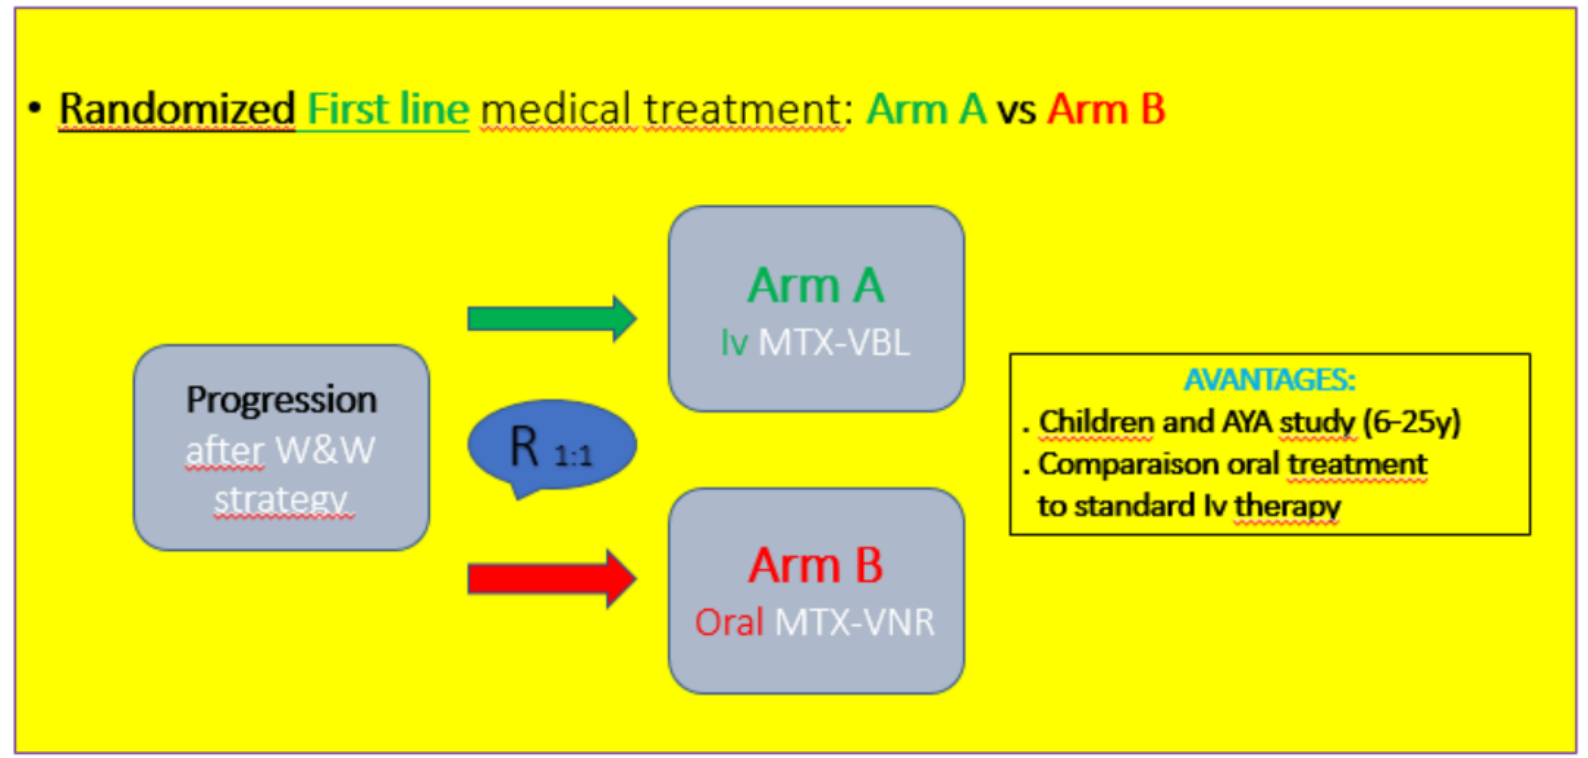 • Randomized First line medical treatment: Arm A vs Arm B
Arm A
Iv MTX-VBL
Progression
after W&W
strategy
R 1:1
Arm B
Oral MTX-VNR
AVANTAGES:
. Children and AYA study (6-25y)
. Comparaison oral treatment
to standard Iv therapy